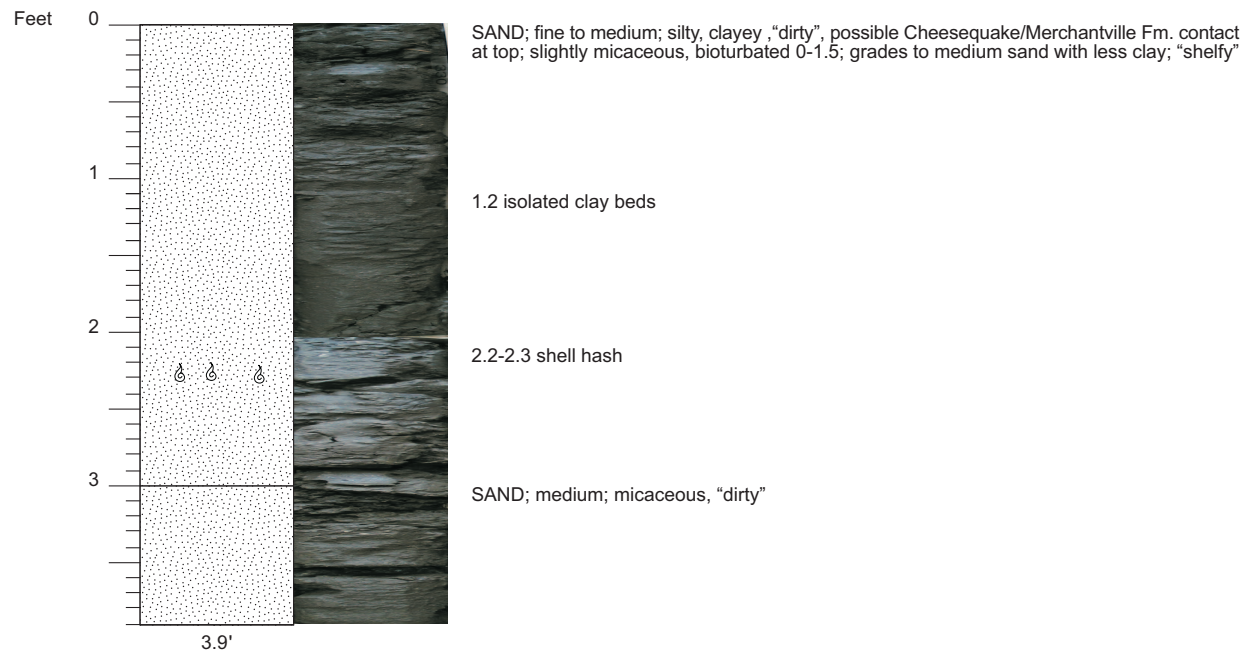 Feet
0
SAND; fine to medium; silty, clayey ,“dirty”, possible Cheesequake/Merchantville Fm. contact
at top; slightly micaceous, bioturbated 0-1.5; grades to medium sand with less clay; “shelfy”
1
1.2 isolated clay beds
2
2.2-2.3 shell hash
3
SAND; medium; micaceous, “dirty”
3.9'